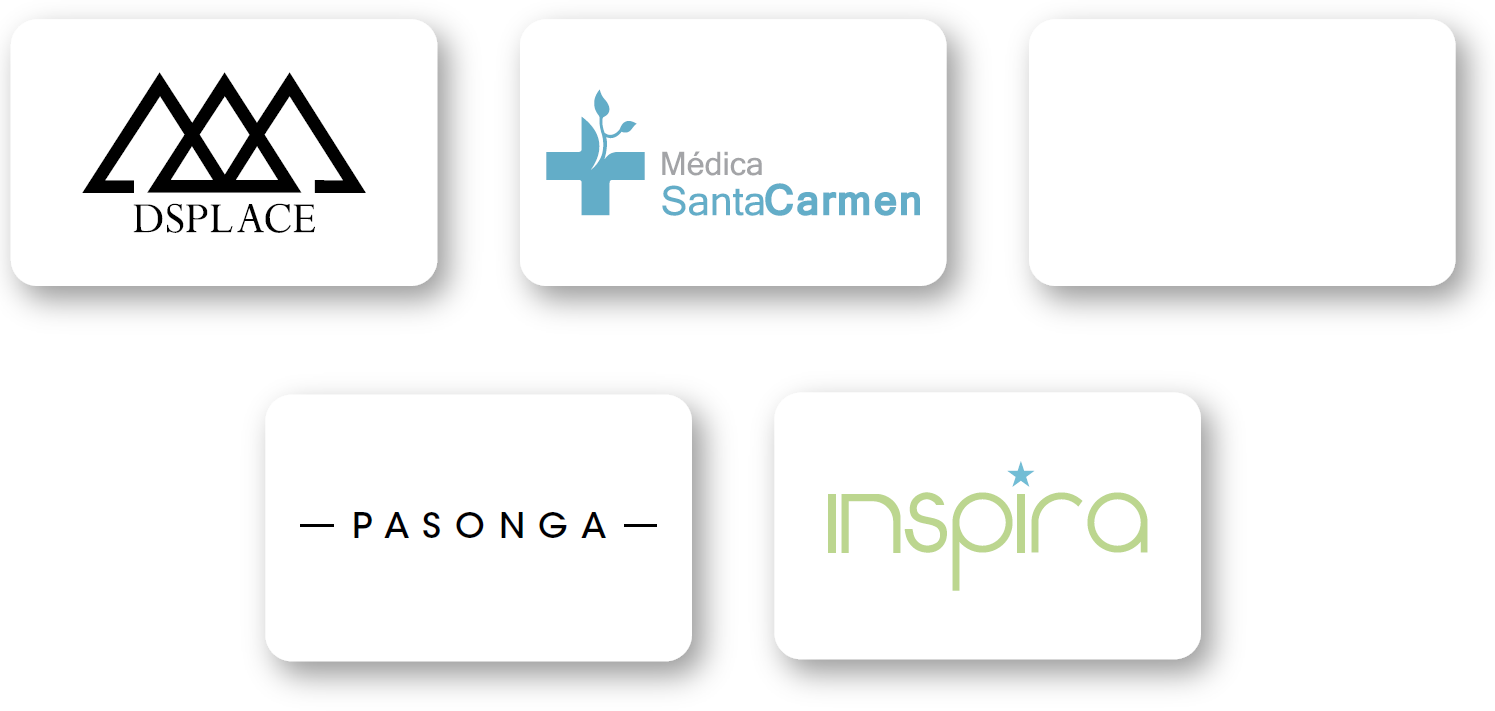 DSPLACE
Médica
SantaCarmen
— PASONGA —
inspira